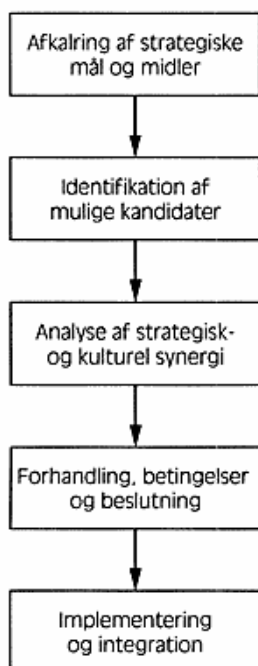 Afkalring af strategiske
mål og midler
Identifikation af
mulige kandidater
Analyse af strategisk-
og kulturel synergi
Forhandling, betingelser
og beslutning
Implementering
og integration